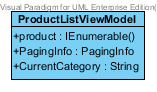 Visual Paradigm for UML Enterprise Edition(
ProductListViewModel
+product : IEnumerable()
+PagingInfo : PagingInfo
+CurrentCategory : String